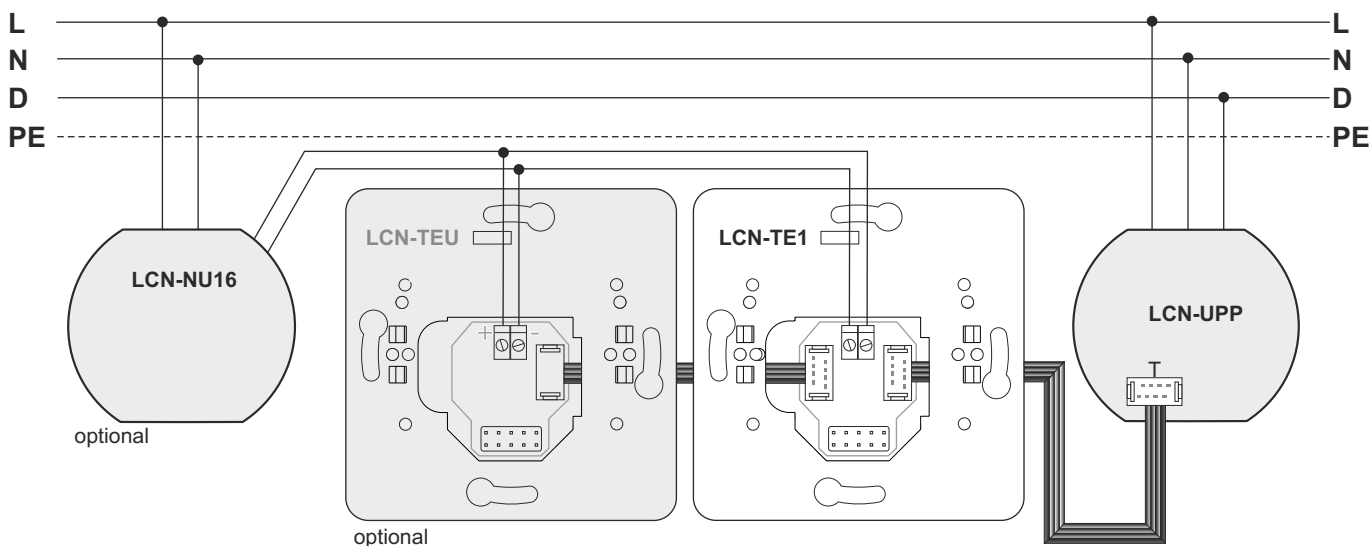 L L
N N
D D
PE PE
LCN-TEU
LCN-TE1
LCN-NU16
LCN-UPP
+ -
T
optional
optional